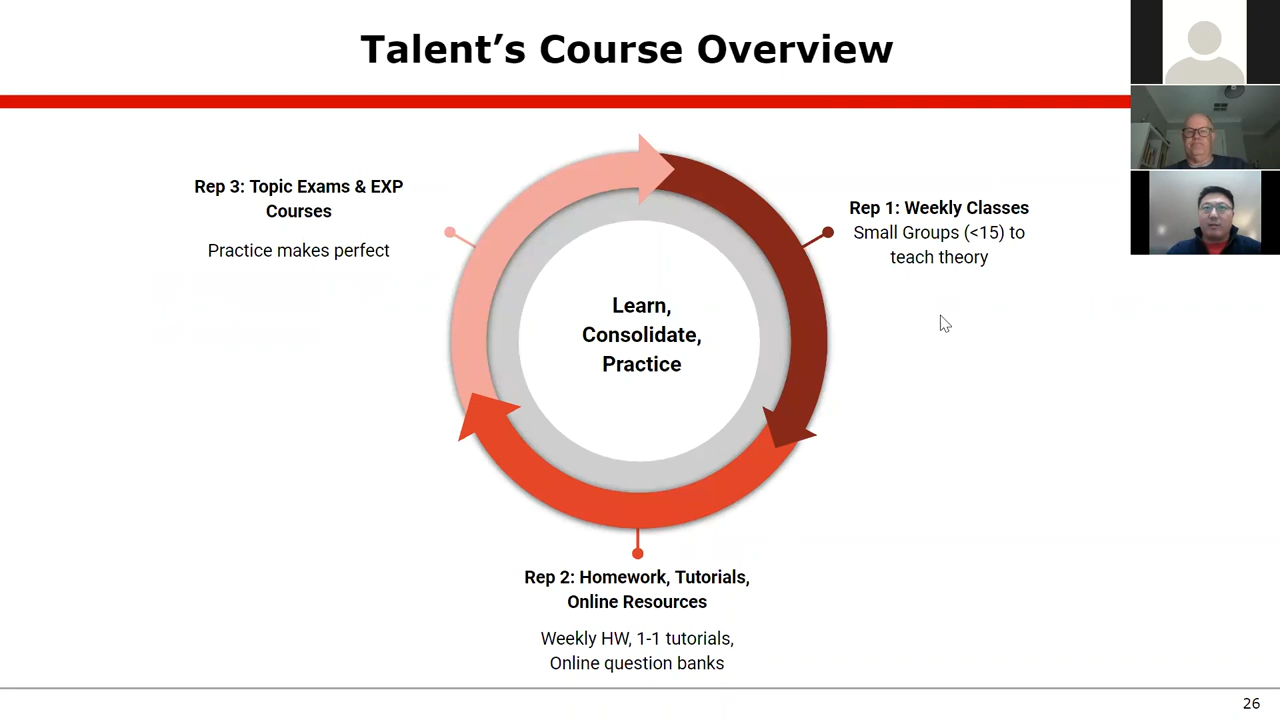 Talent’s Course Overview
Rep 3: Topic Exams & EXP
Courses
Practice makes perfect
Rep 1: Weekly Classes
Small Groups (<15) to
teach theory
Learn,
Consolidate,
Practice
Rep 2: Homework, Tutorials,
Online Resources
Weekly HW, 1-1 tutorials,
Online question banks
26